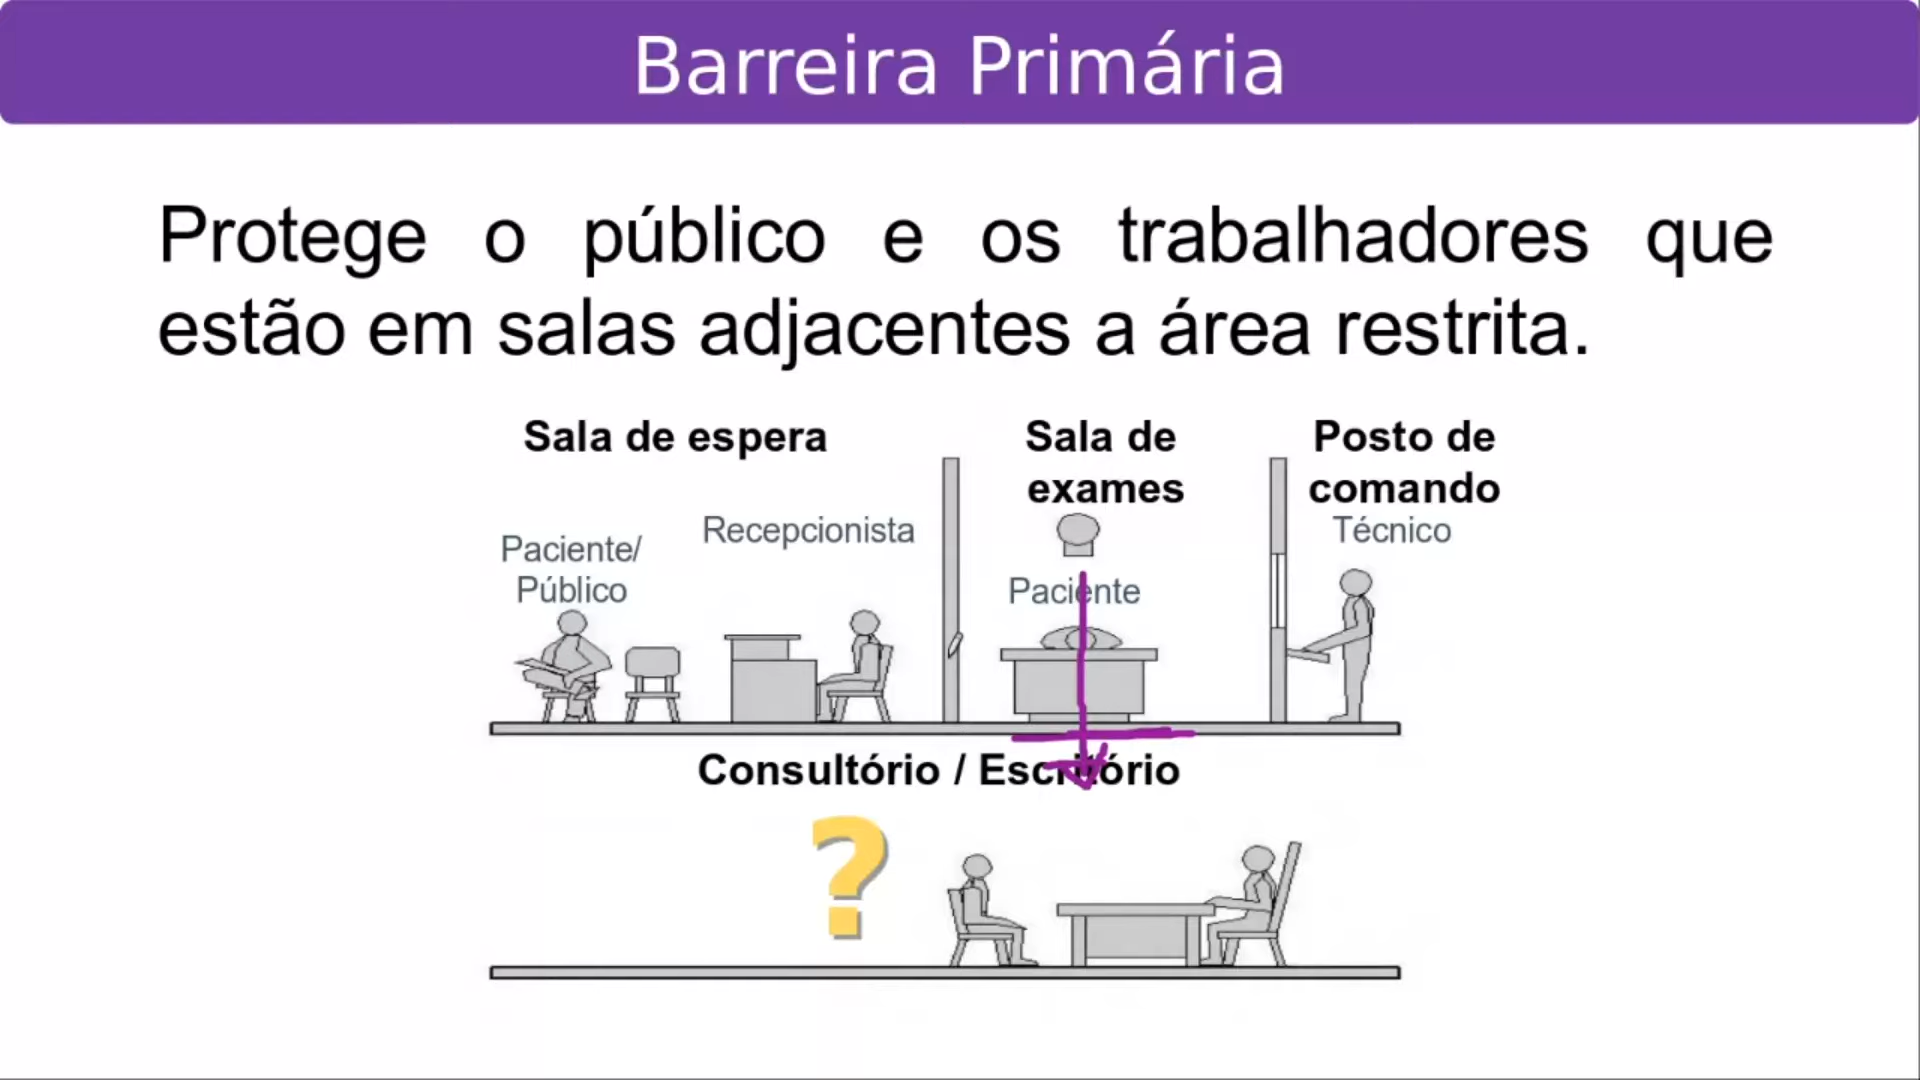 Barreira Primária
Protege o público e os trabalhadores que
estão em salas adjacentes a área restrita.
Sala de espera
Sala de
exames
Posto de
comando
Paciente/
Público
Recepcionista
Paciente
Técnico
Consultório / Escritório
?